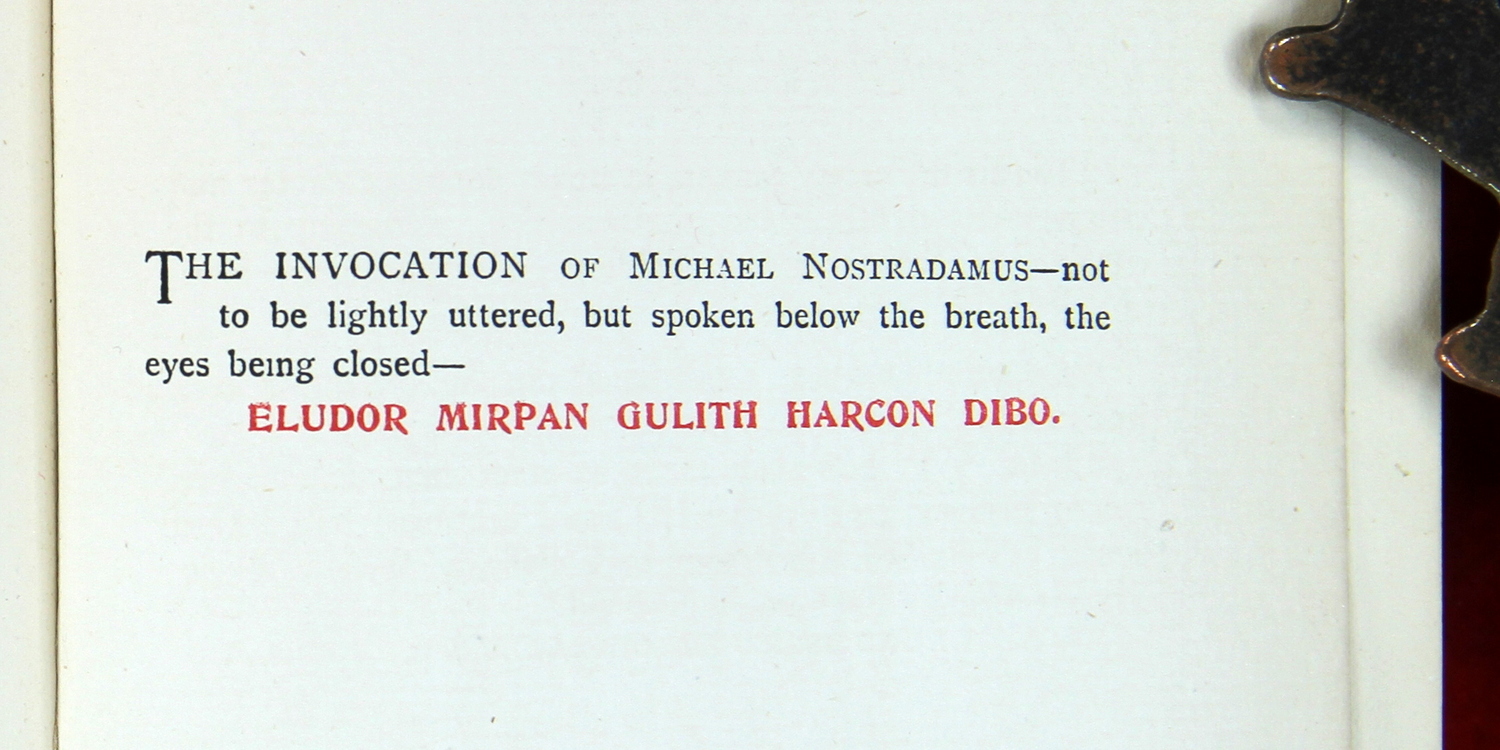 THE INVOCATION OF MICHAEL NOSTRADAMUS—not
to be lightly uttered, but spoken below the breath, the
eyes being closed—
ELUDOR MIRPAN GULITH HARCON DIBO.